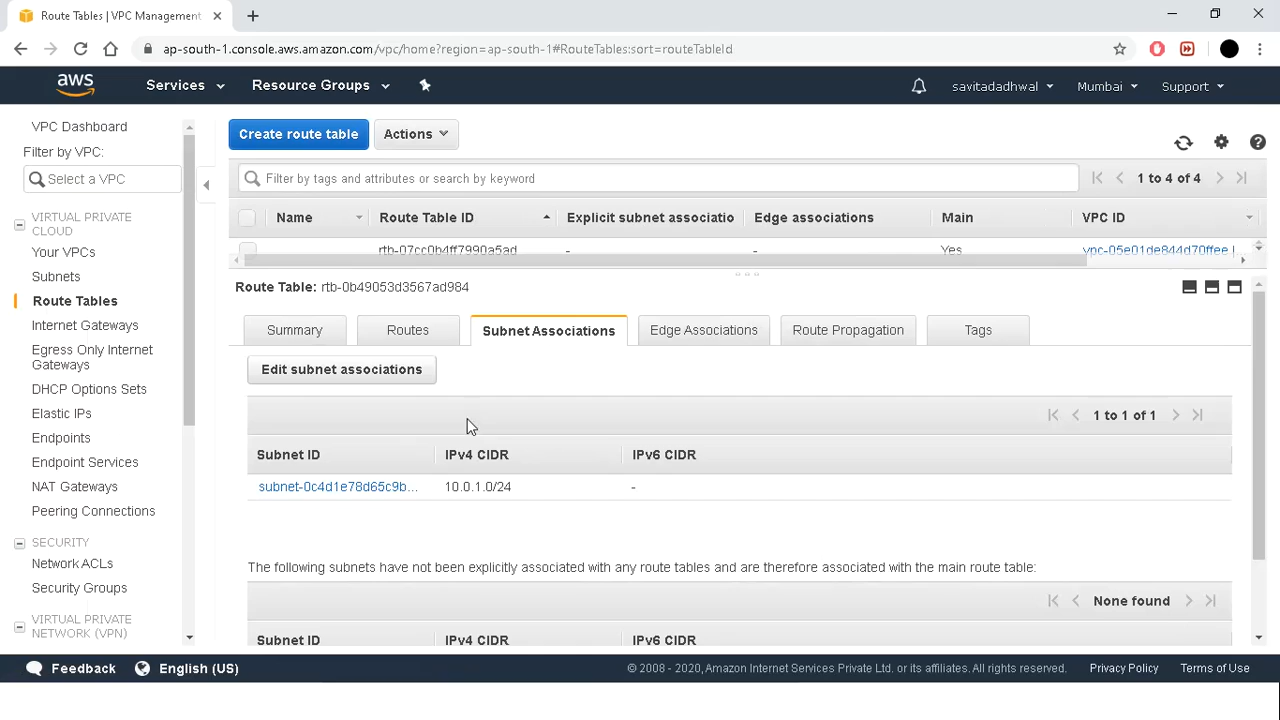 Route Tables | VPC Management
ap-south-1.console.aws.amazon.com/vpc/home?region=ap-south-1#RouteTables:sort=routeTableId
aws Services Resource Groups savitadadhwal Mumbai Support
VPC Dashboard
Filter by VPC:
Select a VPC
VIRTUAL PRIVATE
CLOUD
Your VPCs
Subnets
Route Tables
Internet Gateways
Egress Only Internet
Gateways
DHCP Options Sets
Elastic IPs
Endpoints
Endpoint Services
NAT Gateways
Peering Connections
SECURITY
Network ACLs
Security Groups
VIRTUAL PRIVATE
NETWORK (VPN)
Create route table Actions
Filter by tags and attributes or search by keyword 1 to 4 of 4
Name Route Table ID Explicit subnet associatio Edge associations Main VPC ID
rtb-07cc0b4ff7990a5ad - - Yes vpc-05e01de844d70ffee |
Route Table: rtb-0b49053d3567ad984
Summary Routes Subnet Associations Edge Associations Route Propagation Tags
Edit subnet associations
1 to 1 of 1
Subnet ID IPv4 CIDR IPv6 CIDR
subnet-0c4d1e78d65c9b... 10.0.1.0/24 -
The following subnets have not been explicitly associated with any route tables and are therefore associated with the main route table:
None found
Subnet ID IPv4 CIDR IPv6 CIDR
Feedback English (US) © 2008 - 2020, Amazon Internet Services Private Ltd. or its affiliates. All rights reserved. Privacy Policy Terms of Use